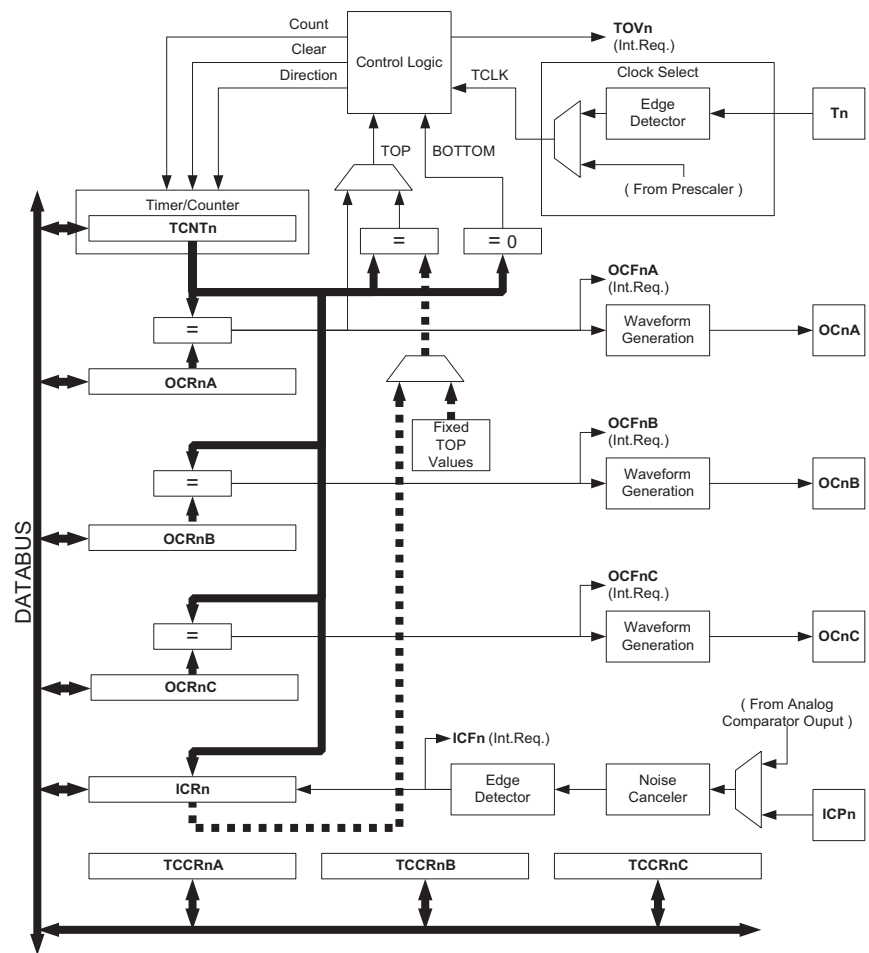 Count
Clear
Direction
Control Logic
TOVn
(Int.Req.)
TCLK
Clock Select
Edge
Detector
Tn
( From Prescaler )
TOP
BOTTOM
Timer/Counter
TCNTn
=
= 0
OCFnA
(Int.Req.)
=
Waveform
Generation
OCnA
OCRnA
Fixed
TOP
Values
OCFnB
(Int.Req.)
=
Waveform
Generation
OCnB
OCRnB
DATABUS
OCFnC
(Int.Req.)
=
Waveform
Generation
OCnC
OCRnC
( From Analog
Comparator Ouput )
ICFn (Int.Req.)
ICRn
Edge
Detector
Noise
Canceler
ICPn
TCCRnA
TCCRnB
TCCRnC